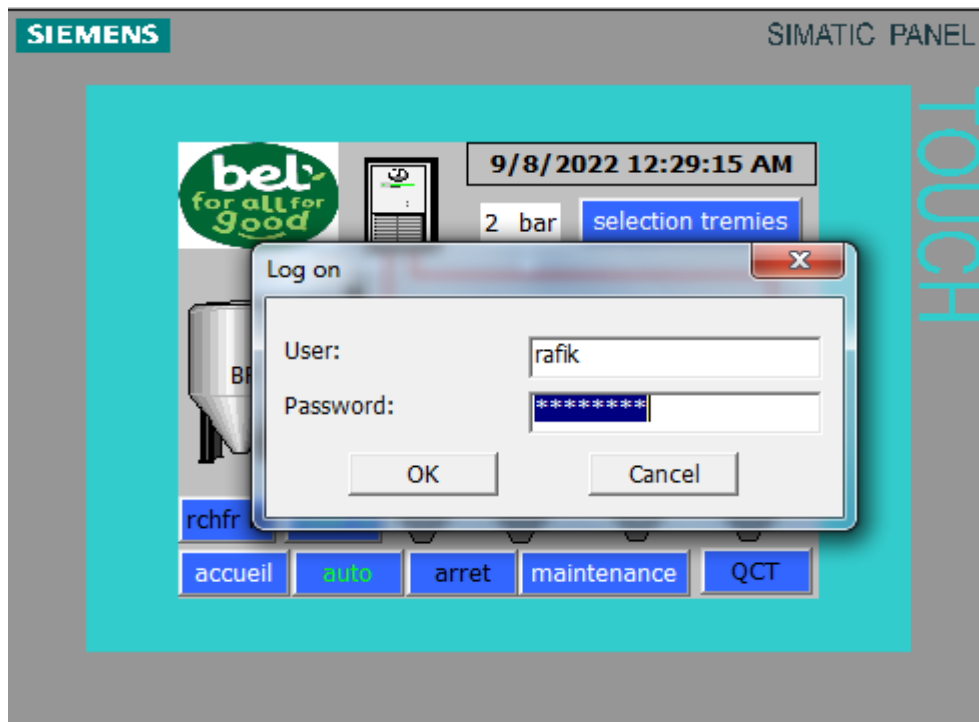 SIEMENS
SIMATIC PANEL
TOUCH
bel
for all for
good
9/8/2022 12:29:15 AM
2 bar
selection tremies
Log on
User:
rafik
Password:
********
OK
Cancel
rchfr
accueil
auto
arret
maintenance
QCT